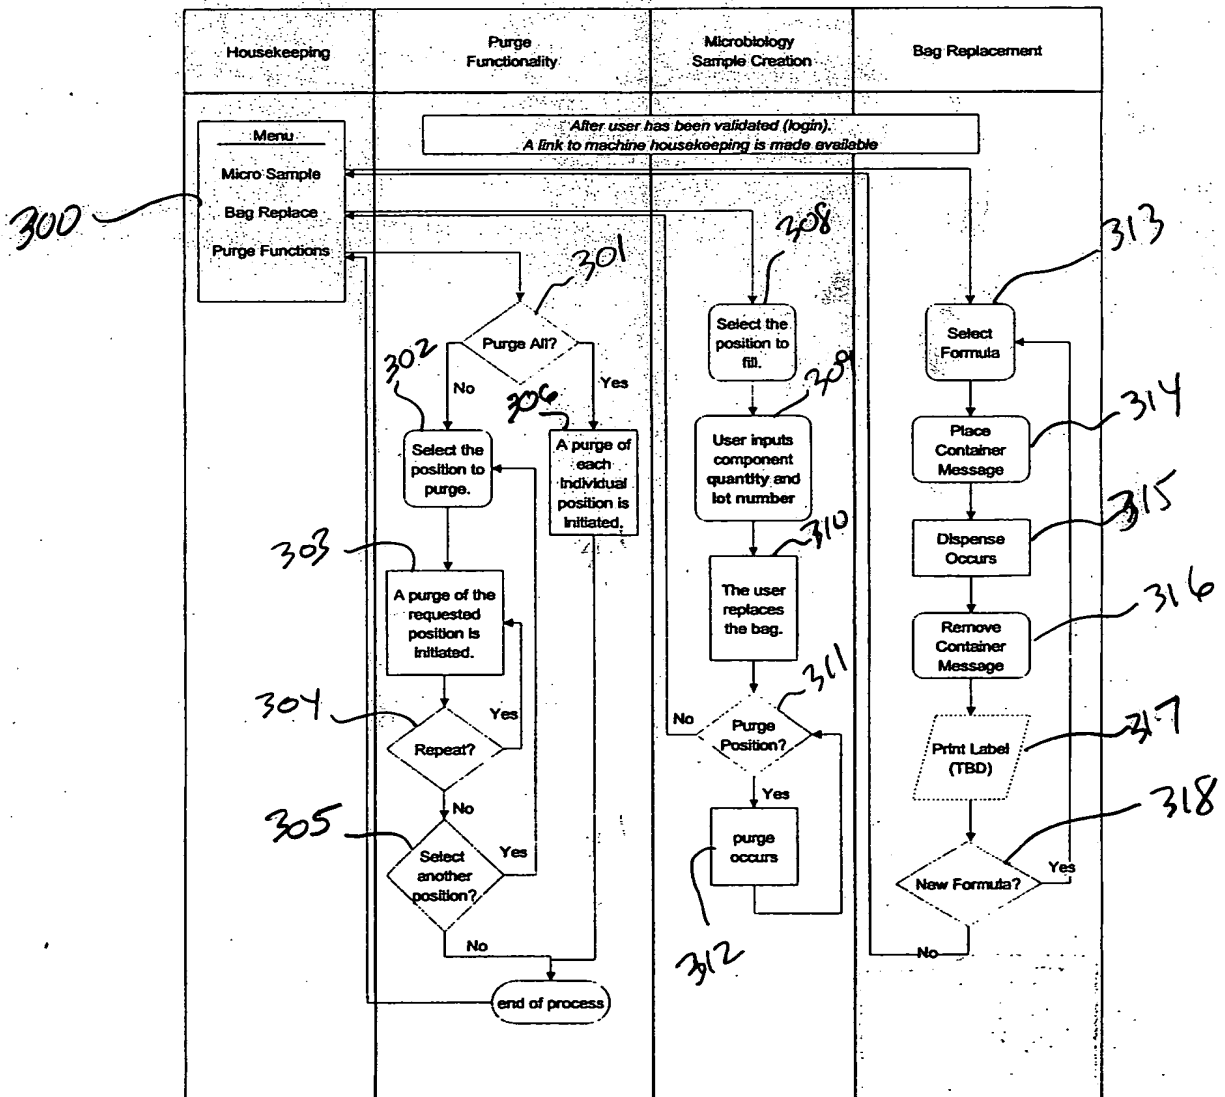 Housekeeping
Purge
Functionality
Microbiology
Sample Creation
Bag Replacement
After user has been validated (login).
A link to machine housekeeping is made available
Menu
Micro Sample
Bag Replace
Purge Functions
300
301
Purge All?
No
Yes
302
Select the
position to
purge.
306
A purge of
each
individual
position is
initiated.
303
A purge of the
requested
position is
initiated.
304
Repeat?
Yes
No
305
Select
another
position?
Yes
No
end of process
308
Select the
position to
fill.
309
User inputs
component
quantity and
lot number
310
The user
replaces
the bag.
311
Purge
Position?
No
Yes
purge
occurs
312
313
Select
Formula
314
Place
Container
Message
315
Dispense
Occurs
316
Remove
Container
Message
317
Print Label
(TBD)
318
New Formula?
Yes
No